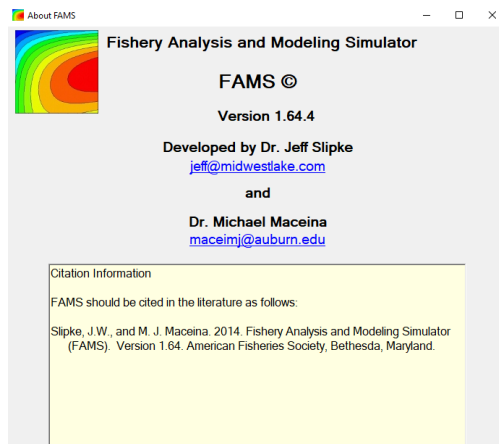 About FAMS
Fishery Analysis and Modeling Simulator
FAMS ©
Version 1.64.4
Developed by Dr. Jeff Slipke
jeff@midwestlake.com
and
Dr. Michael Maceina
maceimj@auburn.edu
Citation Information
FAMS should be cited in the literature as follows:
Slipke, J.W., and M. J. Maceina. 2014. Fishery Analysis and Modeling Simulator
(FAMS). Version 1.64. American Fisheries Society, Bethesda, Maryland.